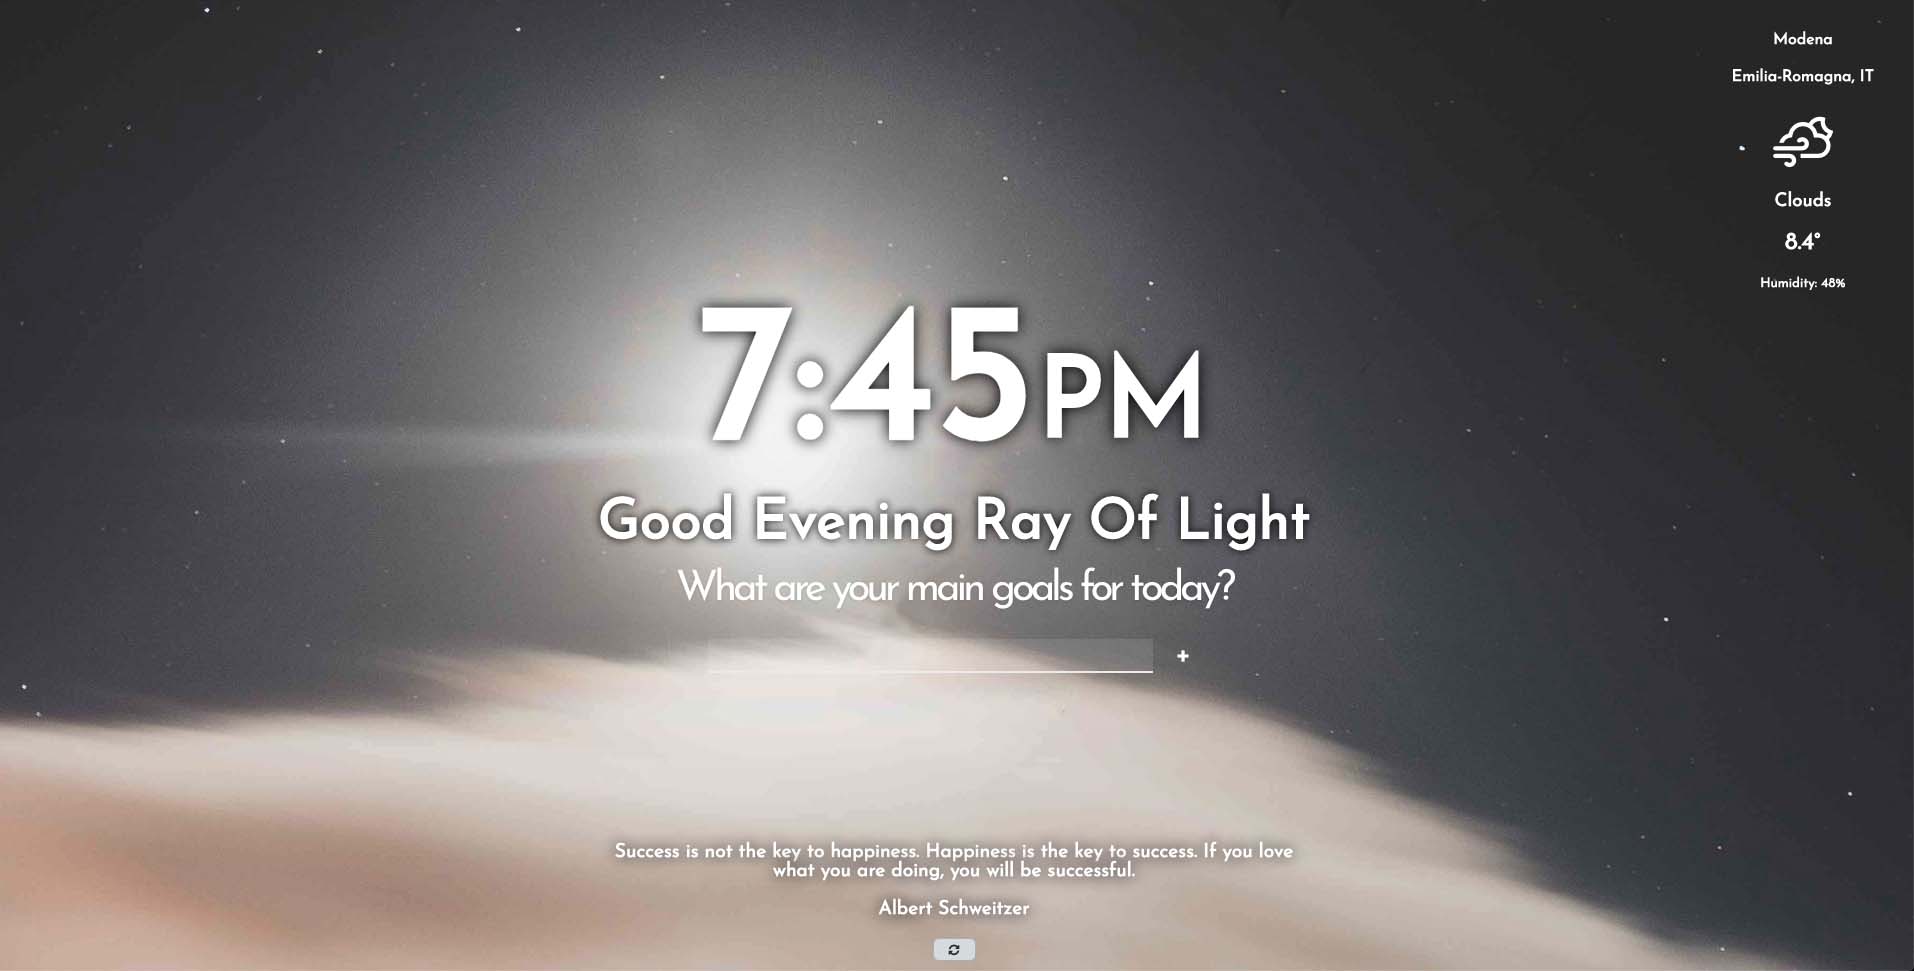 Modena
Emilia-Romagna, IT
Clouds
8.4°
Humidity: 48%
7:45PM
Good Evening Ray Of Light
What are your main goals for today?
+
Success is not the key to happiness. Happiness is the key to success. If you love
what you are doing, you will be successful.
Albert Schweitzer